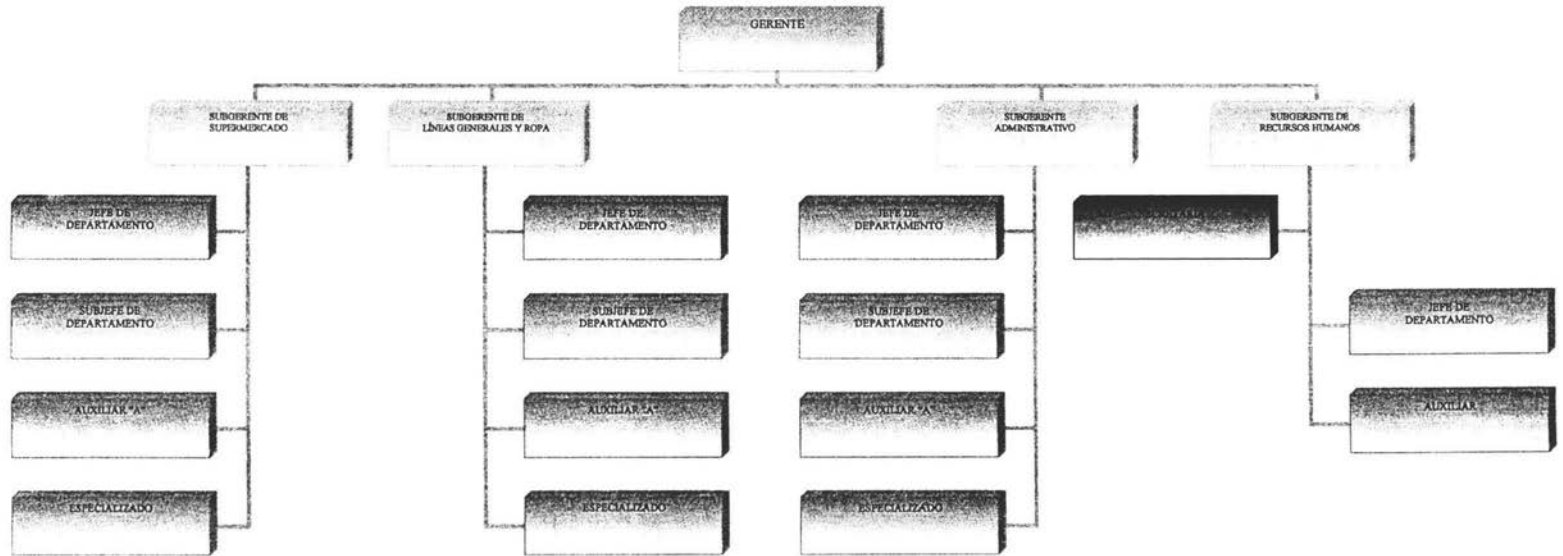 GERENTE
SUBGERENTE DE
SUPERMERCADO
SUBGERENTE DE
LÍNEAS GENERALES Y ROPA
SUBGERENTE
ADMINISTRATIVO
SUBGERENTE DE
RECURSOS HUMANOS
JEFE DE
DEPARTAMENTO
JEFE DE
DEPARTAMENTO
JEFE DE
DEPARTAMENTO
SUBJEFE DE
DEPARTAMENTO
SUBJEFE DE
DEPARTAMENTO
SUBJEFE DE
DEPARTAMENTO
JEFE DE
DEPARTAMENTO
AUXILIAR "A"
AUXILIAR "A"
AUXILIAR "A"
AUXILIAR
ESPECIALIZADO
ESPECIALIZADO
ESPECIALIZADO